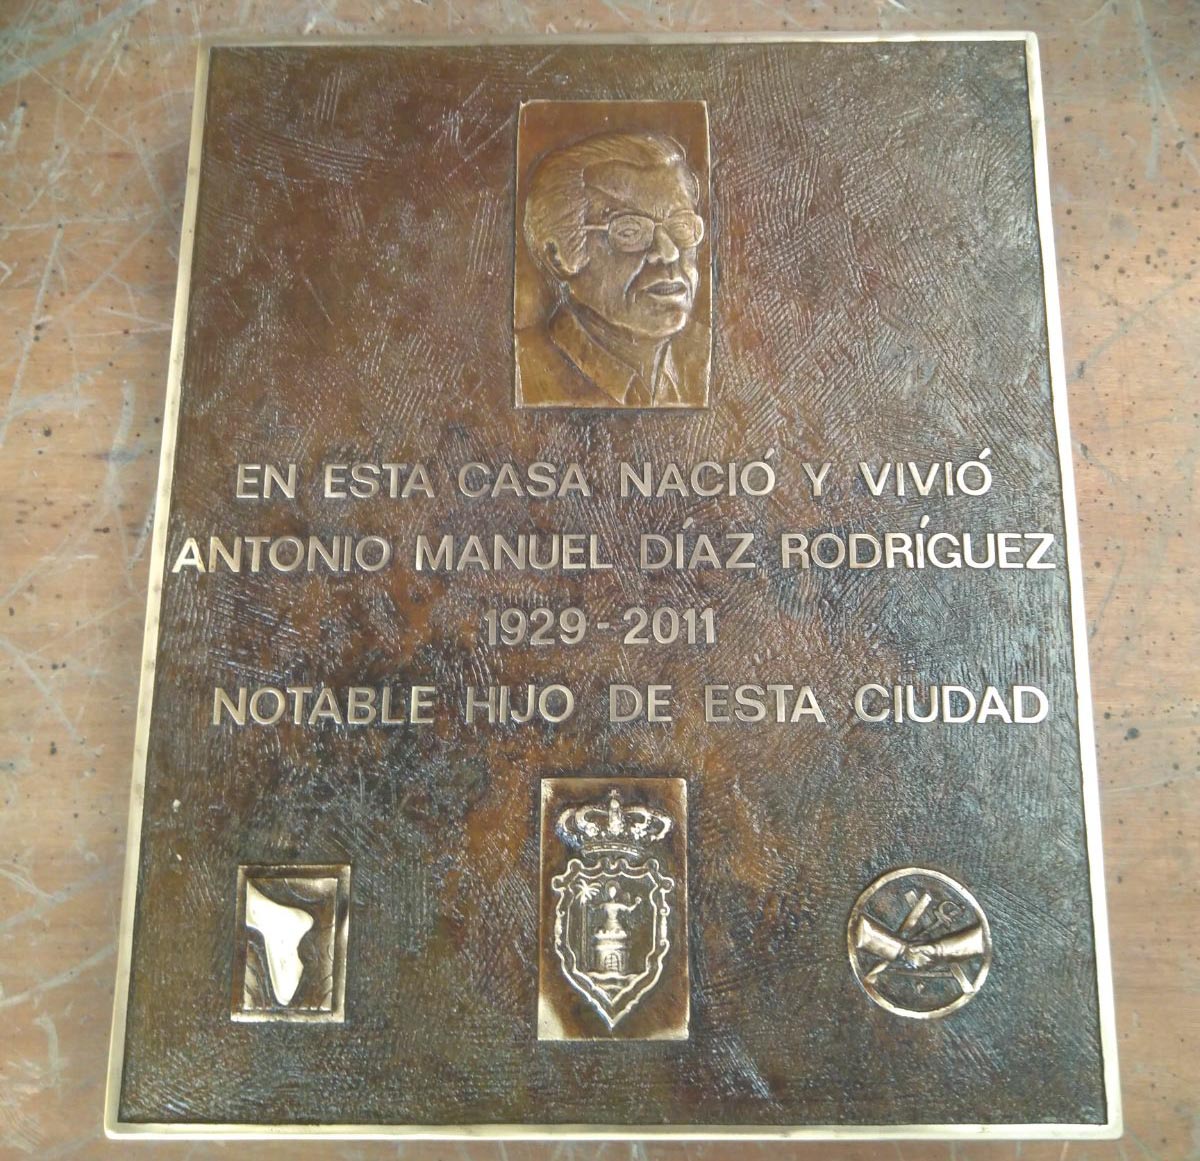 EN ESTA CASA NACIÓ Y VIVIÓ
ANTONIO MANUEL DÍAZ RODRÍGUEZ
1929-2011
NOTABLE HIJO DE ESTA CIUDAD